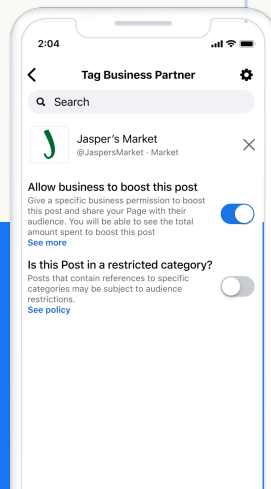 2:04
Tag Business Partner
Search
Jasper's Market
@JaspersMarket · Market
Allow business to boost this post
Give a specific business permission to boost
this post and share your Page with their
audience. You will be able to see the total
amount spent to boost this post
See more
Is this Post in a restricted category?
Posts that contain references to specific
categories may be subject to audience
restrictions.
See policy